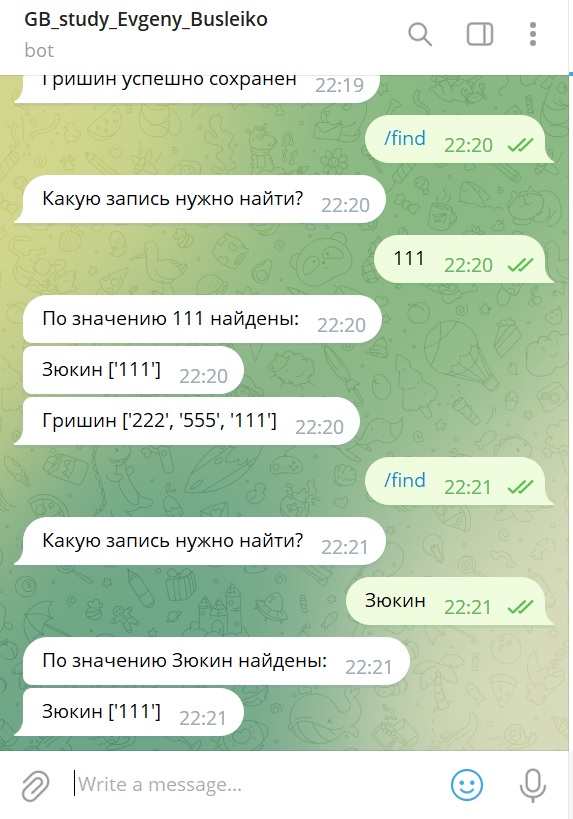 GB_study_Evgeny_Busleiko
bot
Гришин успешно сохранен 22:19
/find 22:20
Какую запись нужно найти? 22:20
111 22:20
По значению 111 найдены: 22:20
Зюкин ['111'] 22:20
Гришин ['222', '555', '111'] 22:20
/find 22:21
Какую запись нужно найти? 22:21
Зюкин 22:21
По значению Зюкин найдены: 22:21
Зюкин ['111'] 22:21
Write a message...